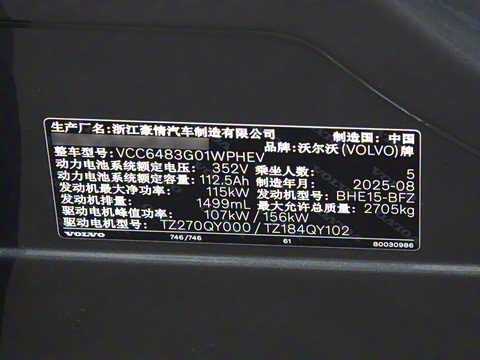 生产厂名:浙江豪情汽车制造有限公司 制造国: 中国
品牌:沃尔沃(VOLVO)牌
整车型号:VCC6483G01WPHEV
动力电池系统额定电压: 352V 乘坐人数: 5
动力电池系统额定容量:112.5Ah 制造年月: 2025-08
发动机最大净功率: 115kW 发动机型号: BHE15-BFZ
发动机排量: 1499mL 最大允许总质量: 2705kg
驱动电机峰值功率: 107kW / 156kW
驱动电机型号: TZ270QY000 / TZ184QY102
VOLVO 746 /746 61 80030986